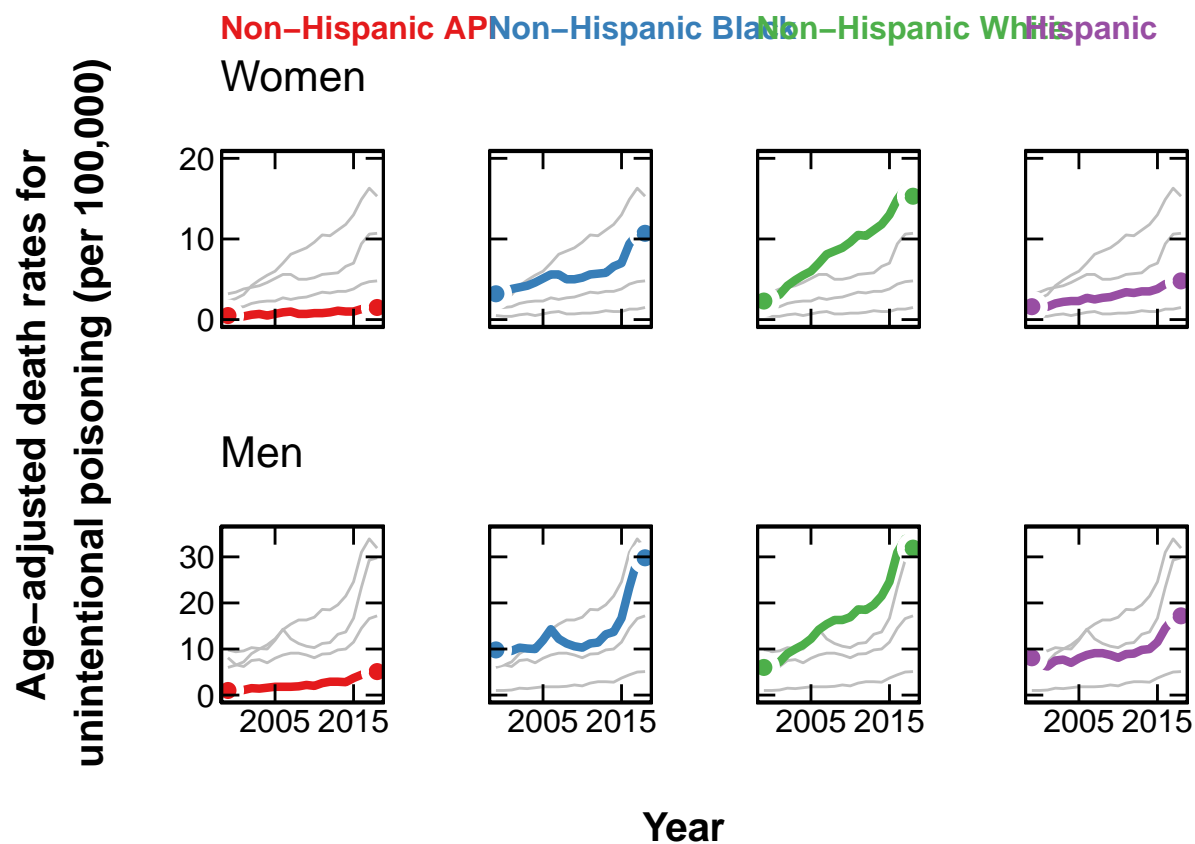 Non−Hispanic API Non−Hispanic Black Non−Hispanic White Hispanic
Women
Age−adjusted death rates for
unintentional poisoning (per 100,000)
20
10
0
Men
30
20
10
0
2005 2015 2005 2015 2005 2015 2005 2015
Year